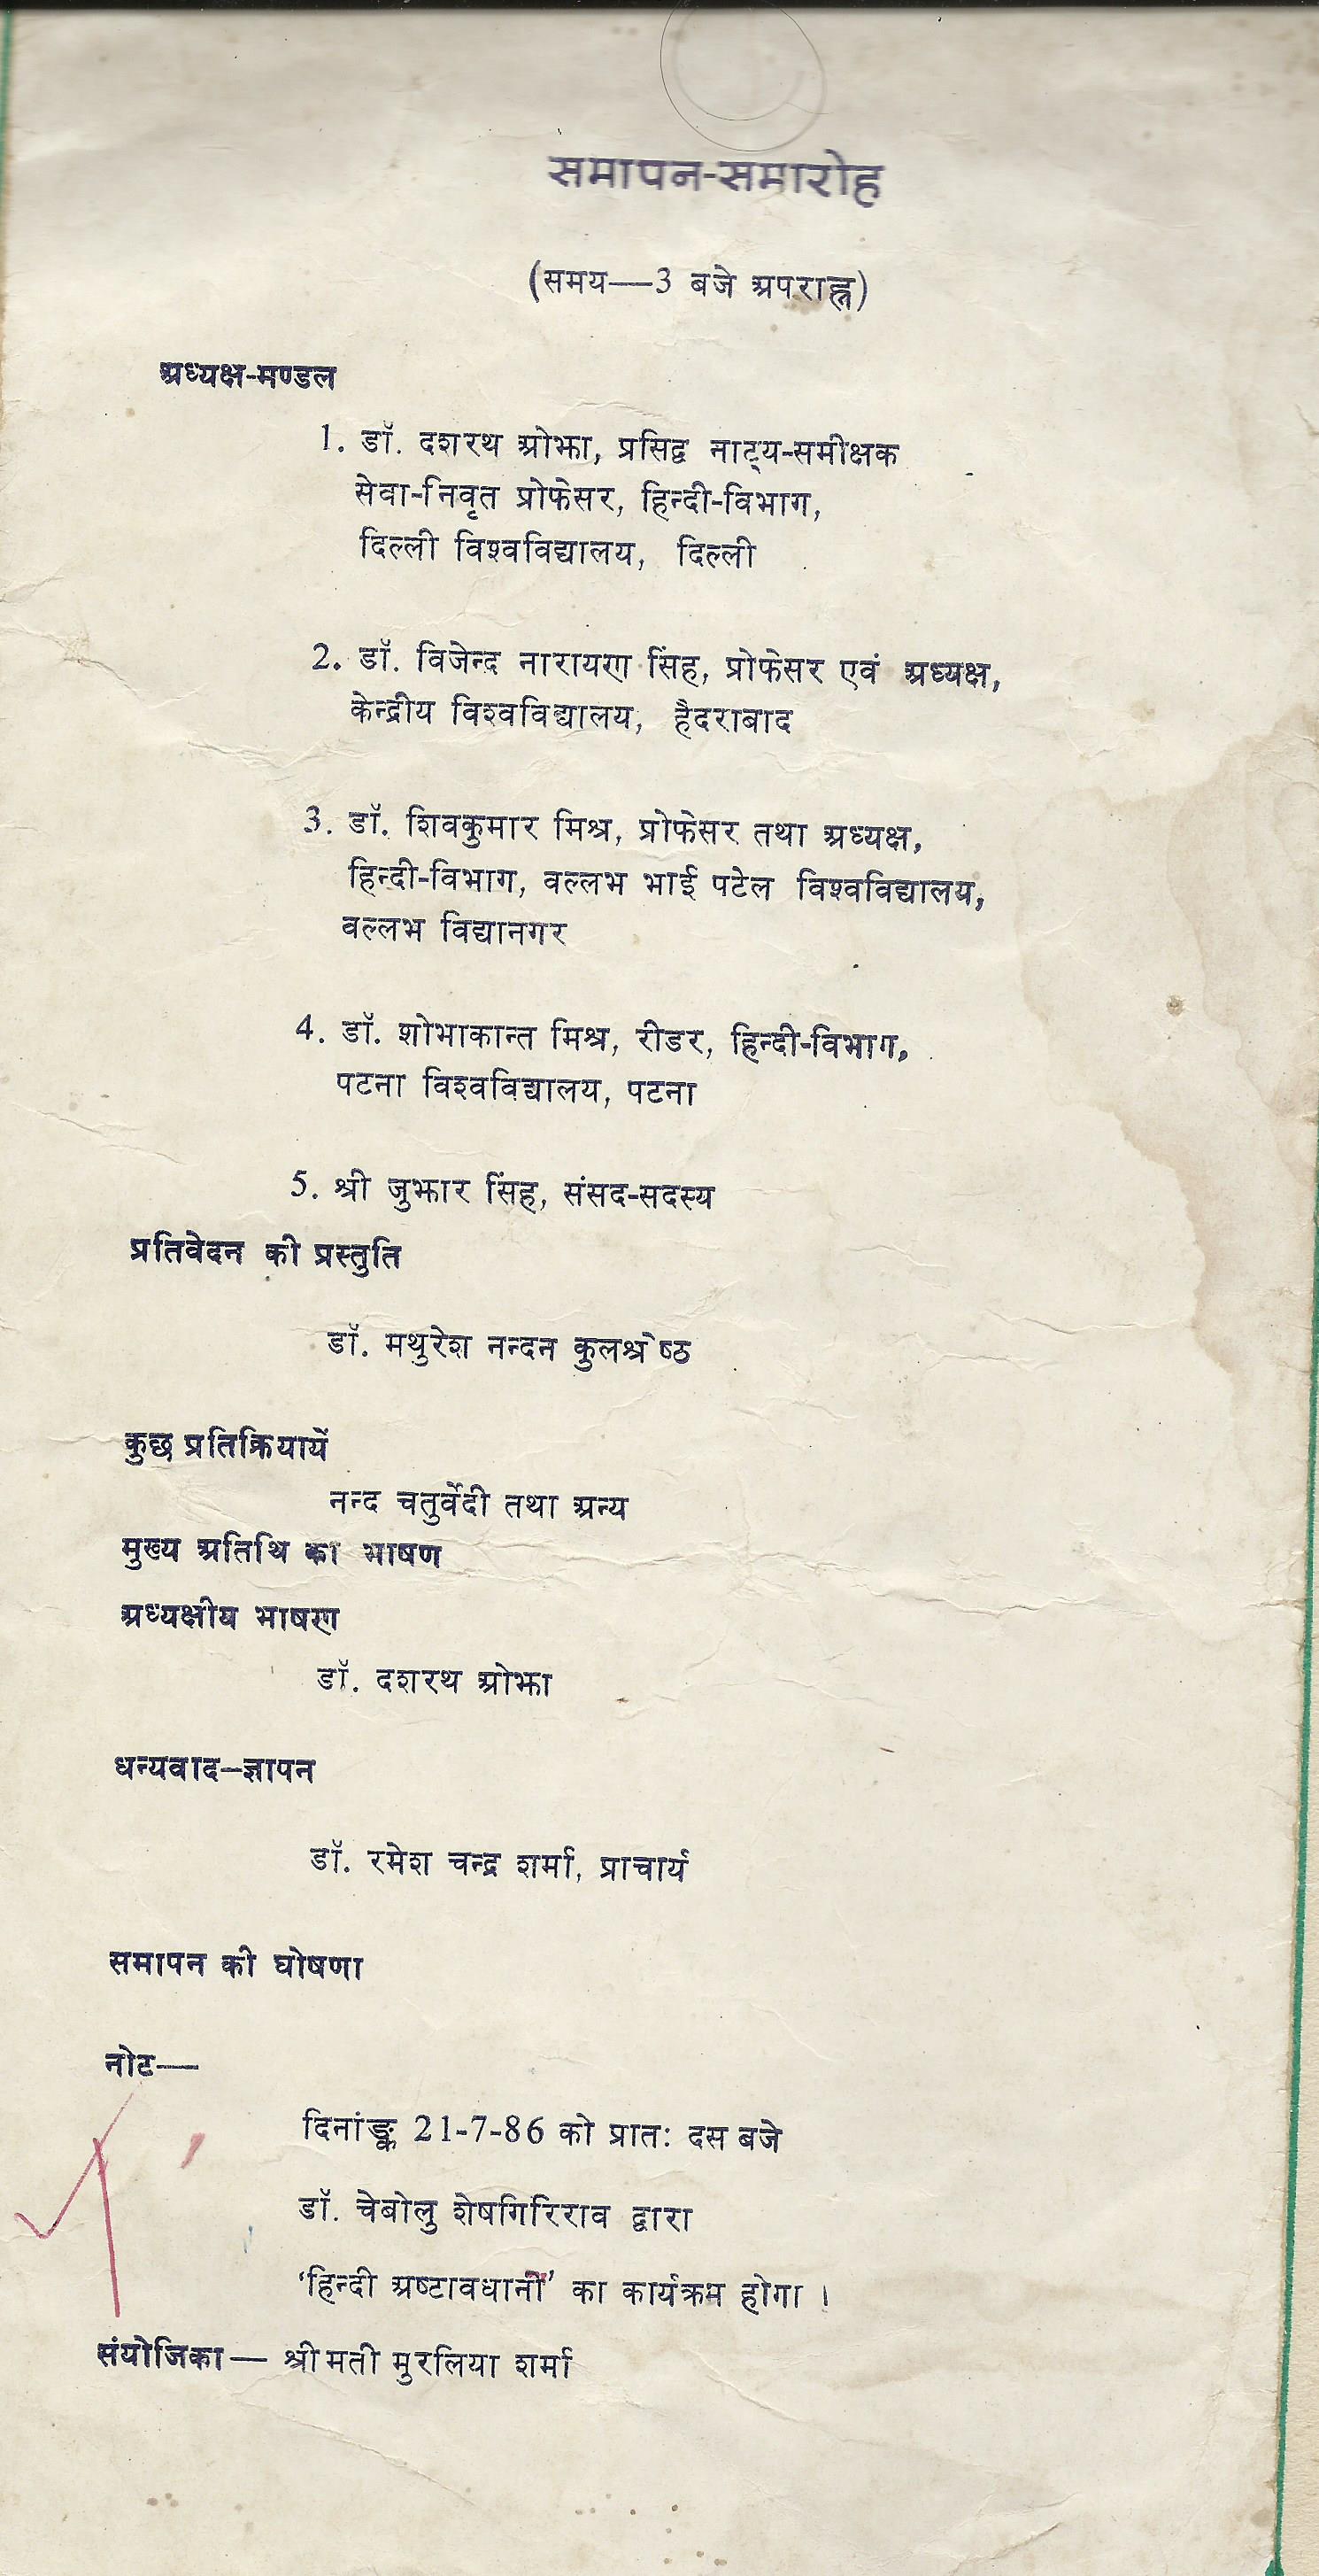 समापन-समारोह
(समय—3 बजे अपराह्न)
अध्यक्ष-मण्डल
1. डॉ. दशरथ ओझा, प्रसिद्व नाट्य-समीक्षक
सेवा-निवृत प्रोफेसर, हिन्दी-विभाग,
दिल्ली विश्वविद्यालय, दिल्ली
2. डॉ. विजेन्द नारायण सिंह, प्रोफेसर एवं अध्यक्ष,
केन्द्रीय विश्वविद्यालय, हैदराबाद
3. डॉ. शिवकुमार मिश्र, प्रोफेसर तथा अध्यक्ष,
हिन्दी-विभाग, वल्लभ भाई पटेल विश्वविद्यालय,
वल्लभ विद्यानगर
4. डॉ. शोभाकान्त मिश्र, रीडर, हिन्दी-विभाग,
पटना विश्वविद्यालय, पटना
5. श्री जुझार सिंह, संसद-सदस्य
प्रतिवेदन की प्रस्तुति
डॉ. मथुरेश नन्दन कुलश्रेष्ठ
कुछ प्रतिक्रियायें
नन्द चतुर्वेदी तथा अन्य
मुख्य अतिथि का भाषण
अध्यक्षीय भाषण
डॉ. दशरथ ओझा
धन्यवाद—ज्ञापन
डॉ. रमेश चन्द्र शर्मा, प्राचार्य
समापन की घोषणा
नोट—
दिनांङ्क 21-7-86 को प्रात: दस बजे
डॉ. चेबोलु शेषगिरिराव द्वारा
‘हिन्दी अष्टावधानी’ का कार्यक्रम होगा ।
संयोजिका— श्रीमती मुरलिया शर्मा